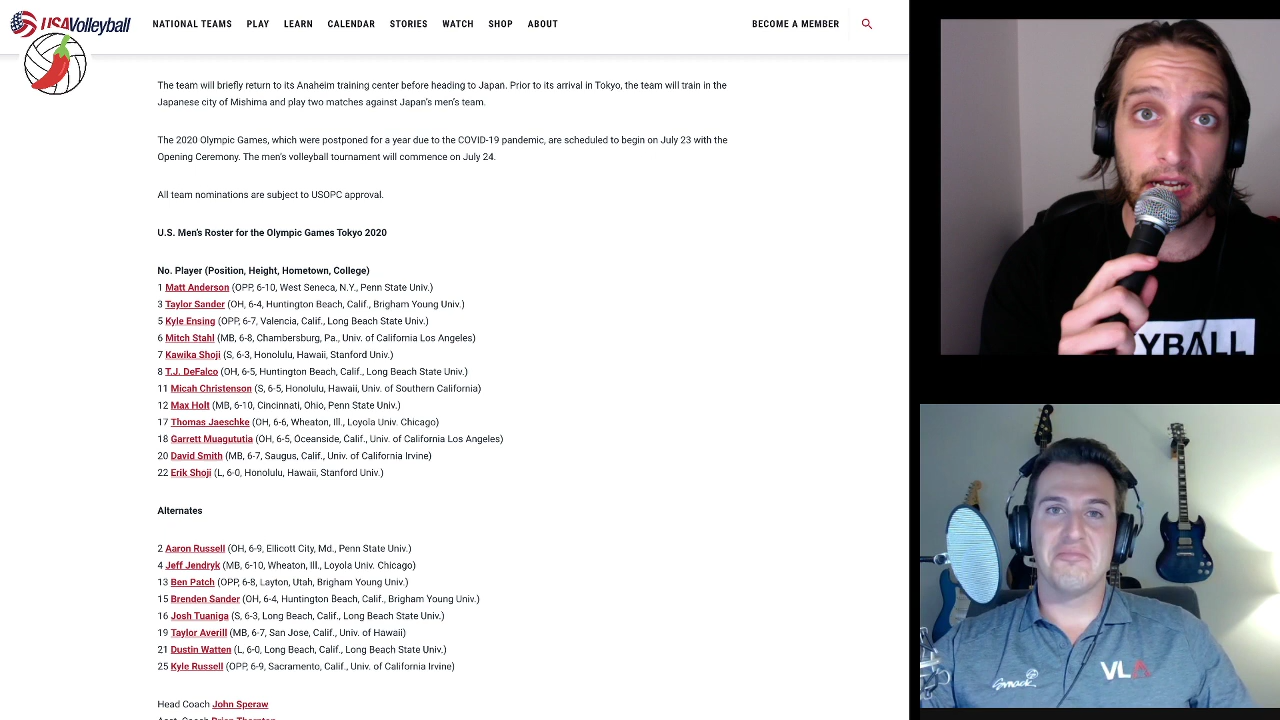 USA Volleyball
NATIONAL TEAMS PLAY LEARN CALENDAR STORIES WATCH SHOP ABOUT BECOME A MEMBER
The team will briefly return to its Anaheim training center before heading to Japan. Prior to its arrival in Tokyo, the team will train in the
Japanese city of Mishima and play two matches against Japan's men's team.
The 2020 Olympic Games, which were postponed for a year due to the COVID-19 pandemic, are scheduled to begin on July 23 with the
Opening Ceremony. The men's volleyball tournament will commence on July 24.
All team nominations are subject to USOPC approval.
U.S. Men's Roster for the Olympic Games Tokyo 2020
No. Player (Position, Height, Hometown, College)
1 Matt Anderson (OPP, 6-10, West Seneca, N.Y., Penn State Univ.)
3 Taylor Sander (OH, 6-4, Huntington Beach, Calif., Brigham Young Univ.)
5 Kyle Ensing (OPP, 6-7, Valencia, Calif., Long Beach State Univ.)
6 Mitch Stahl (MB, 6-8, Chambersburg, Pa., Univ. of California Los Angeles)
7 Kawika Shoji (S, 6-3, Honolulu, Hawaii, Stanford Univ.)
8 T.J. DeFalco (OH, 6-5, Huntington Beach, Calif., Long Beach State Univ.)
11 Micah Christenson (S, 6-5, Honolulu, Hawaii, Univ. of Southern California)
12 Max Holt (MB, 6-10, Cincinnati, Ohio, Penn State Univ.)
17 Thomas Jaeschke (OH, 6-6, Wheaton, Ill., Loyola Univ. Chicago)
18 Garrett Muagututia (OH, 6-5, Oceanside, Calif., Univ. of California Los Angeles)
20 David Smith (MB, 6-7, Saugus, Calif., Univ. of California Irvine)
22 Erik Shoji (L, 6-0, Honolulu, Hawaii, Stanford Univ.)
Alternates
2 Aaron Russell (OH, Ellicott City, Md., Penn State Univ.)
4 Jeff Jendryk (MB, 6-10, Wheaton, Ill., Loyola Univ. Chicago)
13 Ben Patch (OPP, 6-8, Layton, Utah, Brigham Young Univ.)
15 Brenden Sander (OH, 6-4, Huntington Beach, Calif., Brigham Young Univ.)
16 Josh Tuaniga (S, 6-3, Long Beach, Calif., Long Beach State Univ.)
19 Taylor Averill (MB, 6-7, San Jose, Calif., Univ. of Hawaii)
21 Dustin Watten (L, 6-0, Long Beach, Calif., Long Beach State Univ.)
25 Kyle Russell (OPP, 6-9, Sacramento, Calif., Univ. of California Irvine)
Head Coach John Speraw
Asst. Coach Brian Thornton
YBALL
Smack
VLA